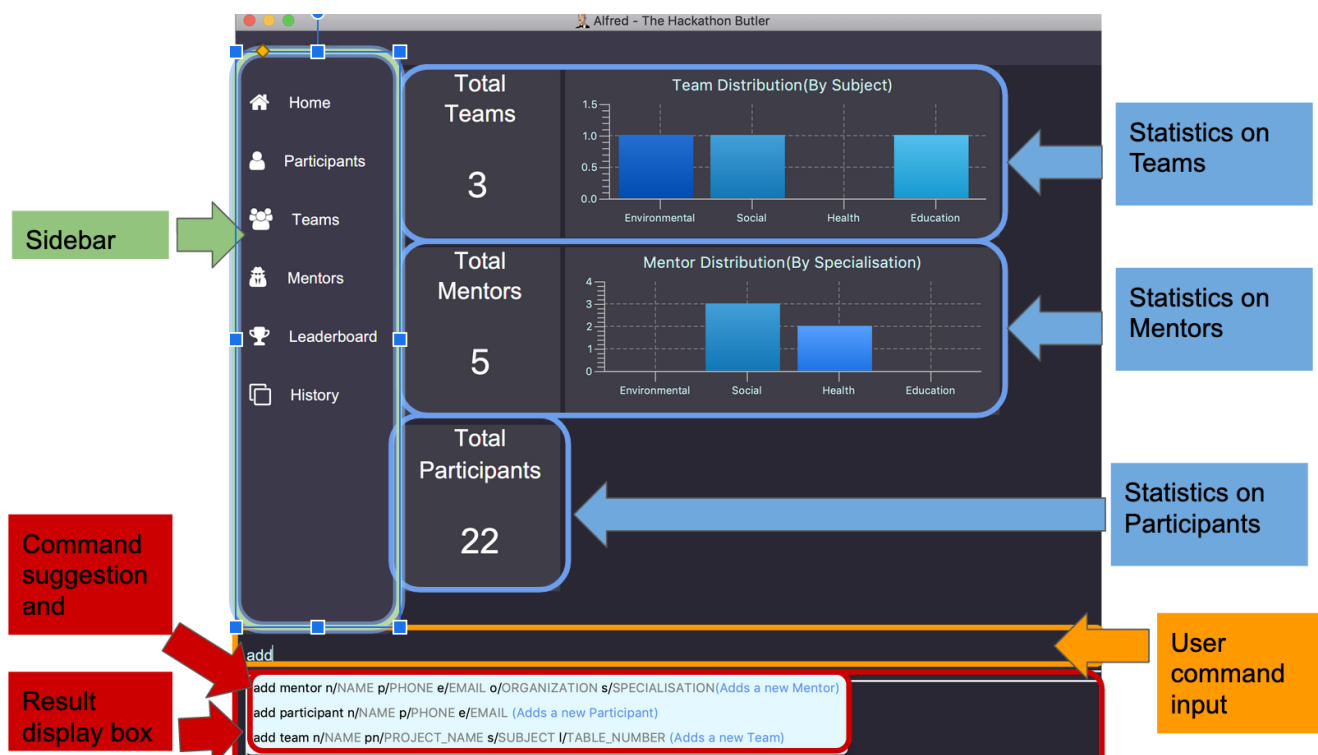 Alfred - The Hackathon Butler
Home
Participants
Teams
Mentors
Leaderboard
History
Sidebar
Total
Teams
3
Team Distribution(By Subject)
1.5
1.0
0.5
0.0
Environmental Social Health Education
Statistics on
Teams
Total
Mentors
5
Mentor Distribution(By Specialisation)
4
3
2
1
0
Environmental Social Health Education
Statistics on
Mentors
Total
Participants
22
Statistics on
Participants
Command
suggestion
and
User
command
input
add
Result
display box
add mentor n/NAME p/PHONE e/EMAIL o/ORGANIZATION s/SPECIALISATION(Adds a new Mentor)
add participant n/NAME p/PHONE e/EMAIL (Adds a new Participant)
add team n/NAME pn/PROJECT_NAME s/SUBJECT l/TABLE_NUMBER (Adds a new Team)